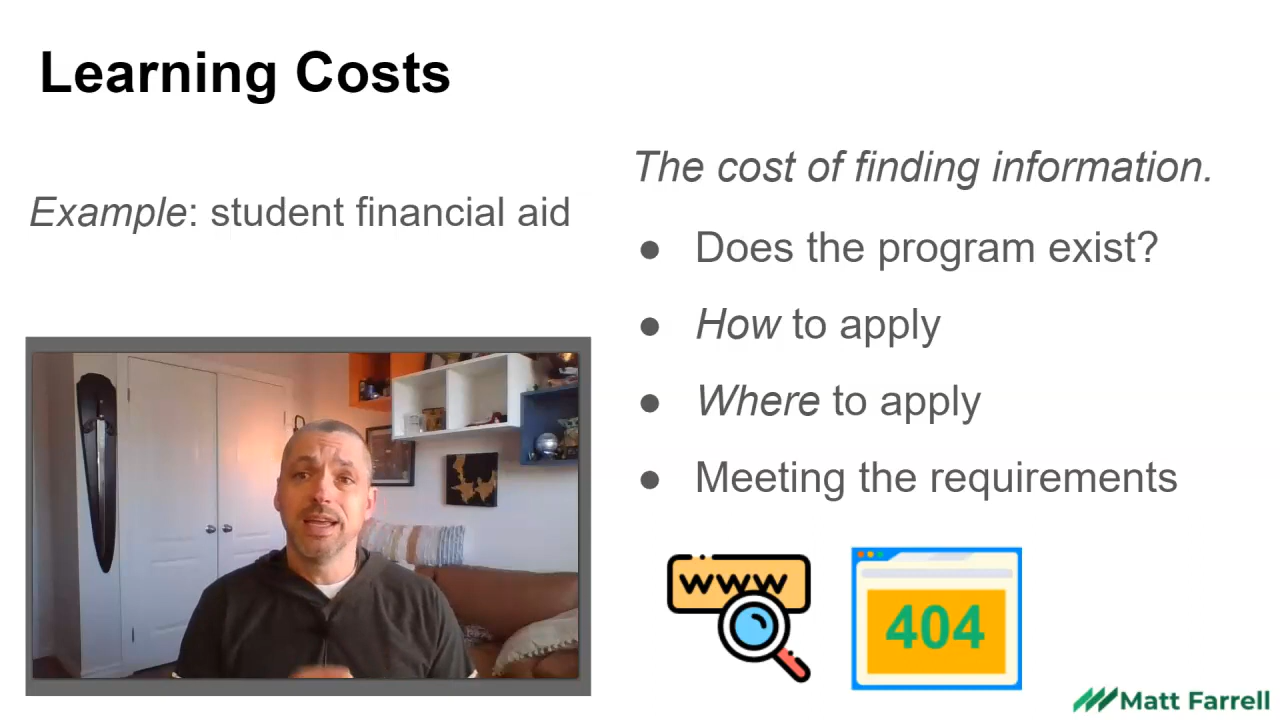 Learning Costs
Example: student financial aid
The cost of finding information.
● Does the program exist?
● How to apply
● Where to apply
● Meeting the requirements
www
404
Matt Farrell